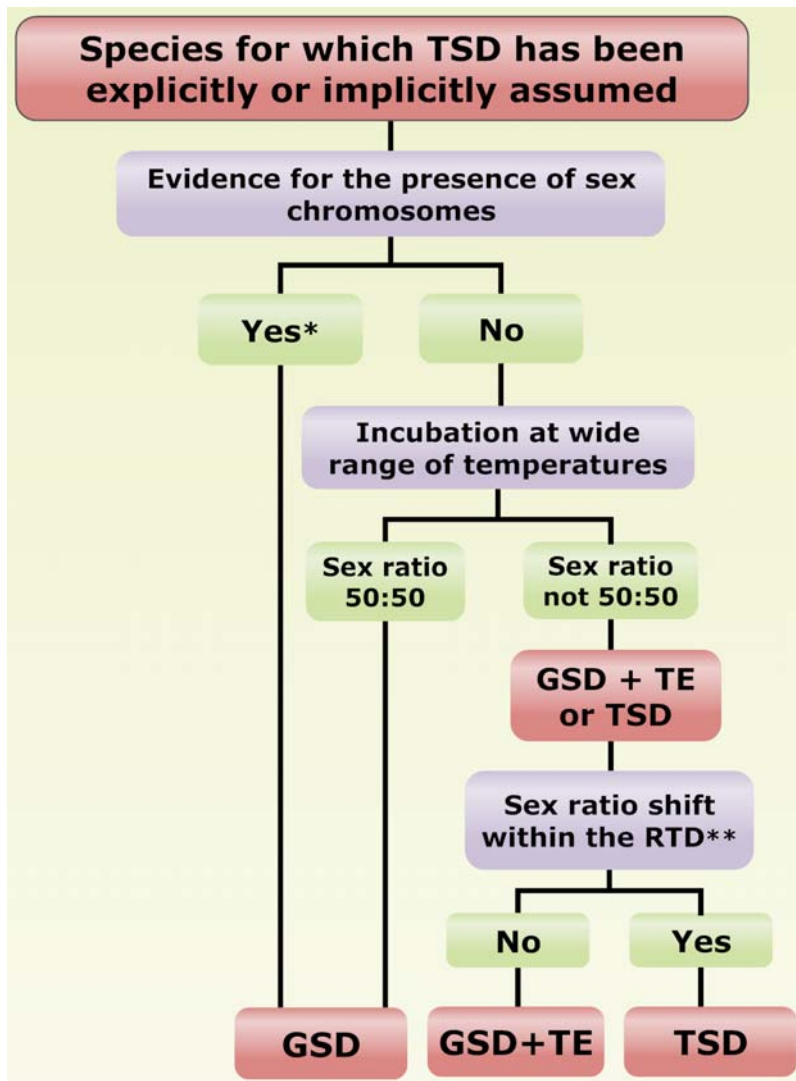 Species for which TSD has been
explicitly or implicitly assumed
Evidence for the presence of sex
chromosomes
Yes*
No
Incubation at wide
range of temperatures
Sex ratio
50:50
Sex ratio
not 50:50
GSD + TE
or TSD
Sex ratio shift
within the RTD**
No
Yes
GSD
GSD+TE
TSD